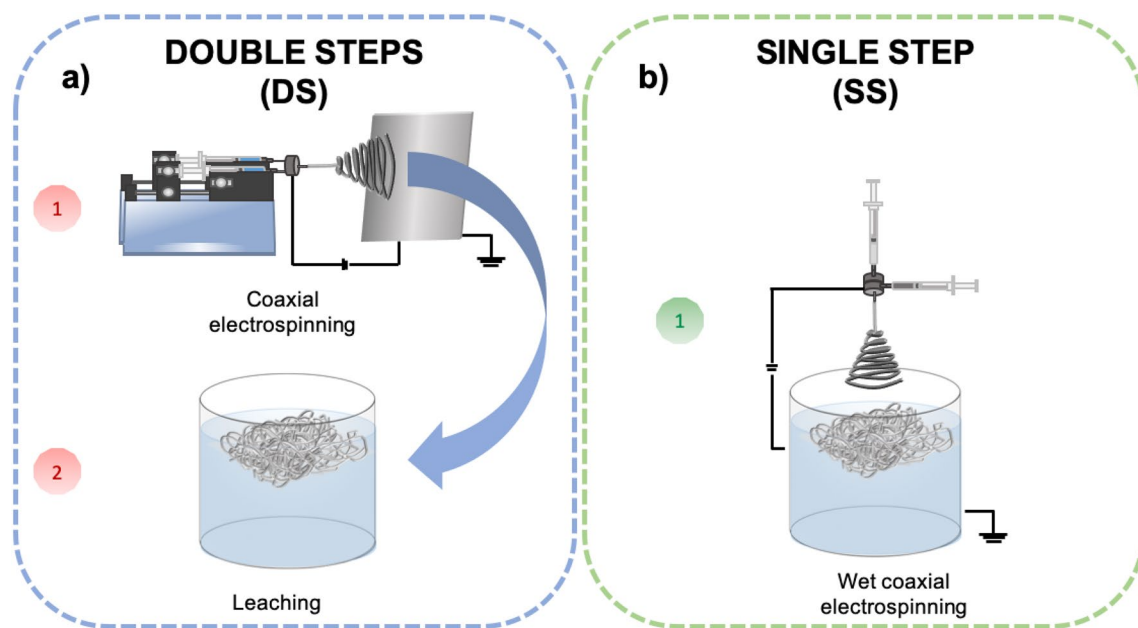 a)
DOUBLE STEPS
(DS)
1
Coaxial
electrospinning
2
Leaching
b)
SINGLE STEP
(SS)
1
Wet coaxial
electrospinning